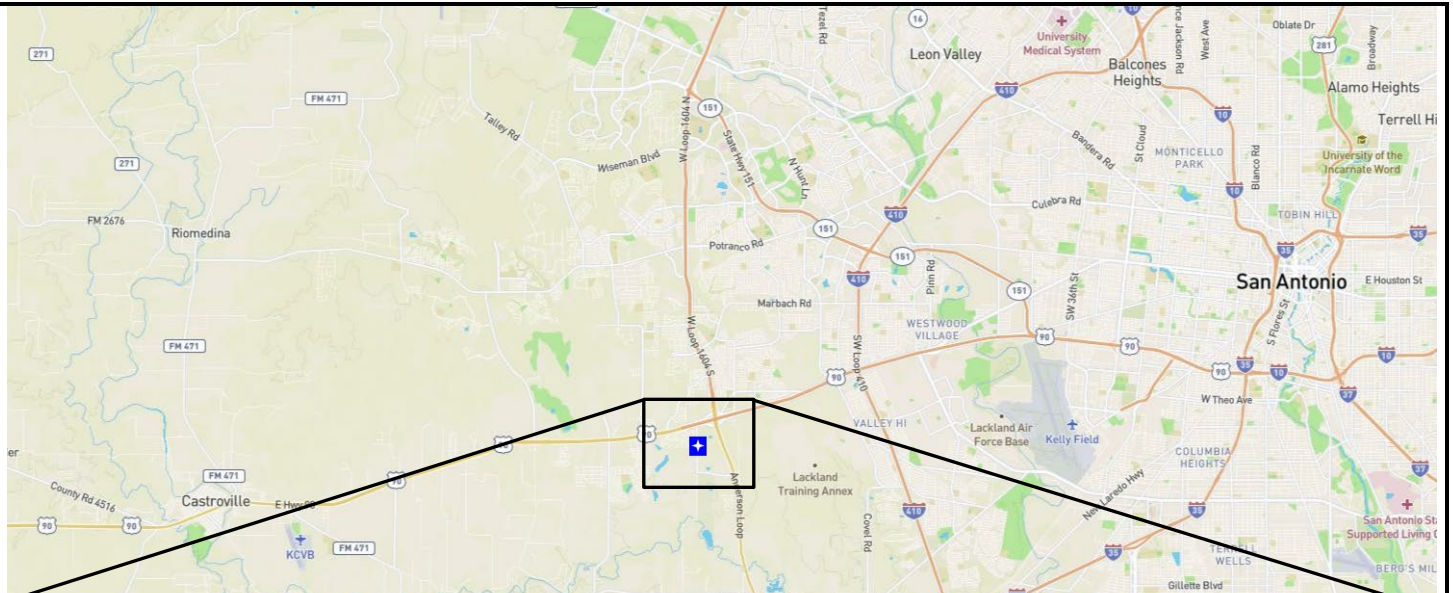 271
FM 471
Talley Rd
271
FM 2676
Riomedina
FM 471
er
County Rd 4516
FM 471
Castroville
90
90
KCVB
FM 471
90
90
90
Tezel Rd
16
Leon Valley
University
Medical System
10
West Ave
Oblate Dr
281
Broadway
Balcones
Heights
410
Alamo Heights
Terrell Hi
W Loop 1604 N
151
State Hwy 151
N Hunt Ln
Wiseman Blvd
10
Bandera Rd
St Cloud
MONTICELLO
PARK
Blanco Rd
University of the
Incarnate Word
10
Culebra Rd
410
TOBIN HILL
35
35
151
Potranco Rd
151
410
Pinn Rd
151
SW 36th St
San Antonio
E Houston St
Marbach Rd
W Loop 1604 S
SW Loop 410
WESTWOOD
VILLAGE
90
90
S Flores St
10
35
10
90
90
37
W Theo Ave
VALLEY HI
Lackland Air
Force Base
Kelly Field
COLUMBIA
HEIGHTS
37
Anderson Loop
Lackland
Training Annex
Covel Rd
410
New Laredo Hwy
35
San Antonio Sta
Supported Living C
35
WELLS
BERG'S MIL
Gillette Blvd